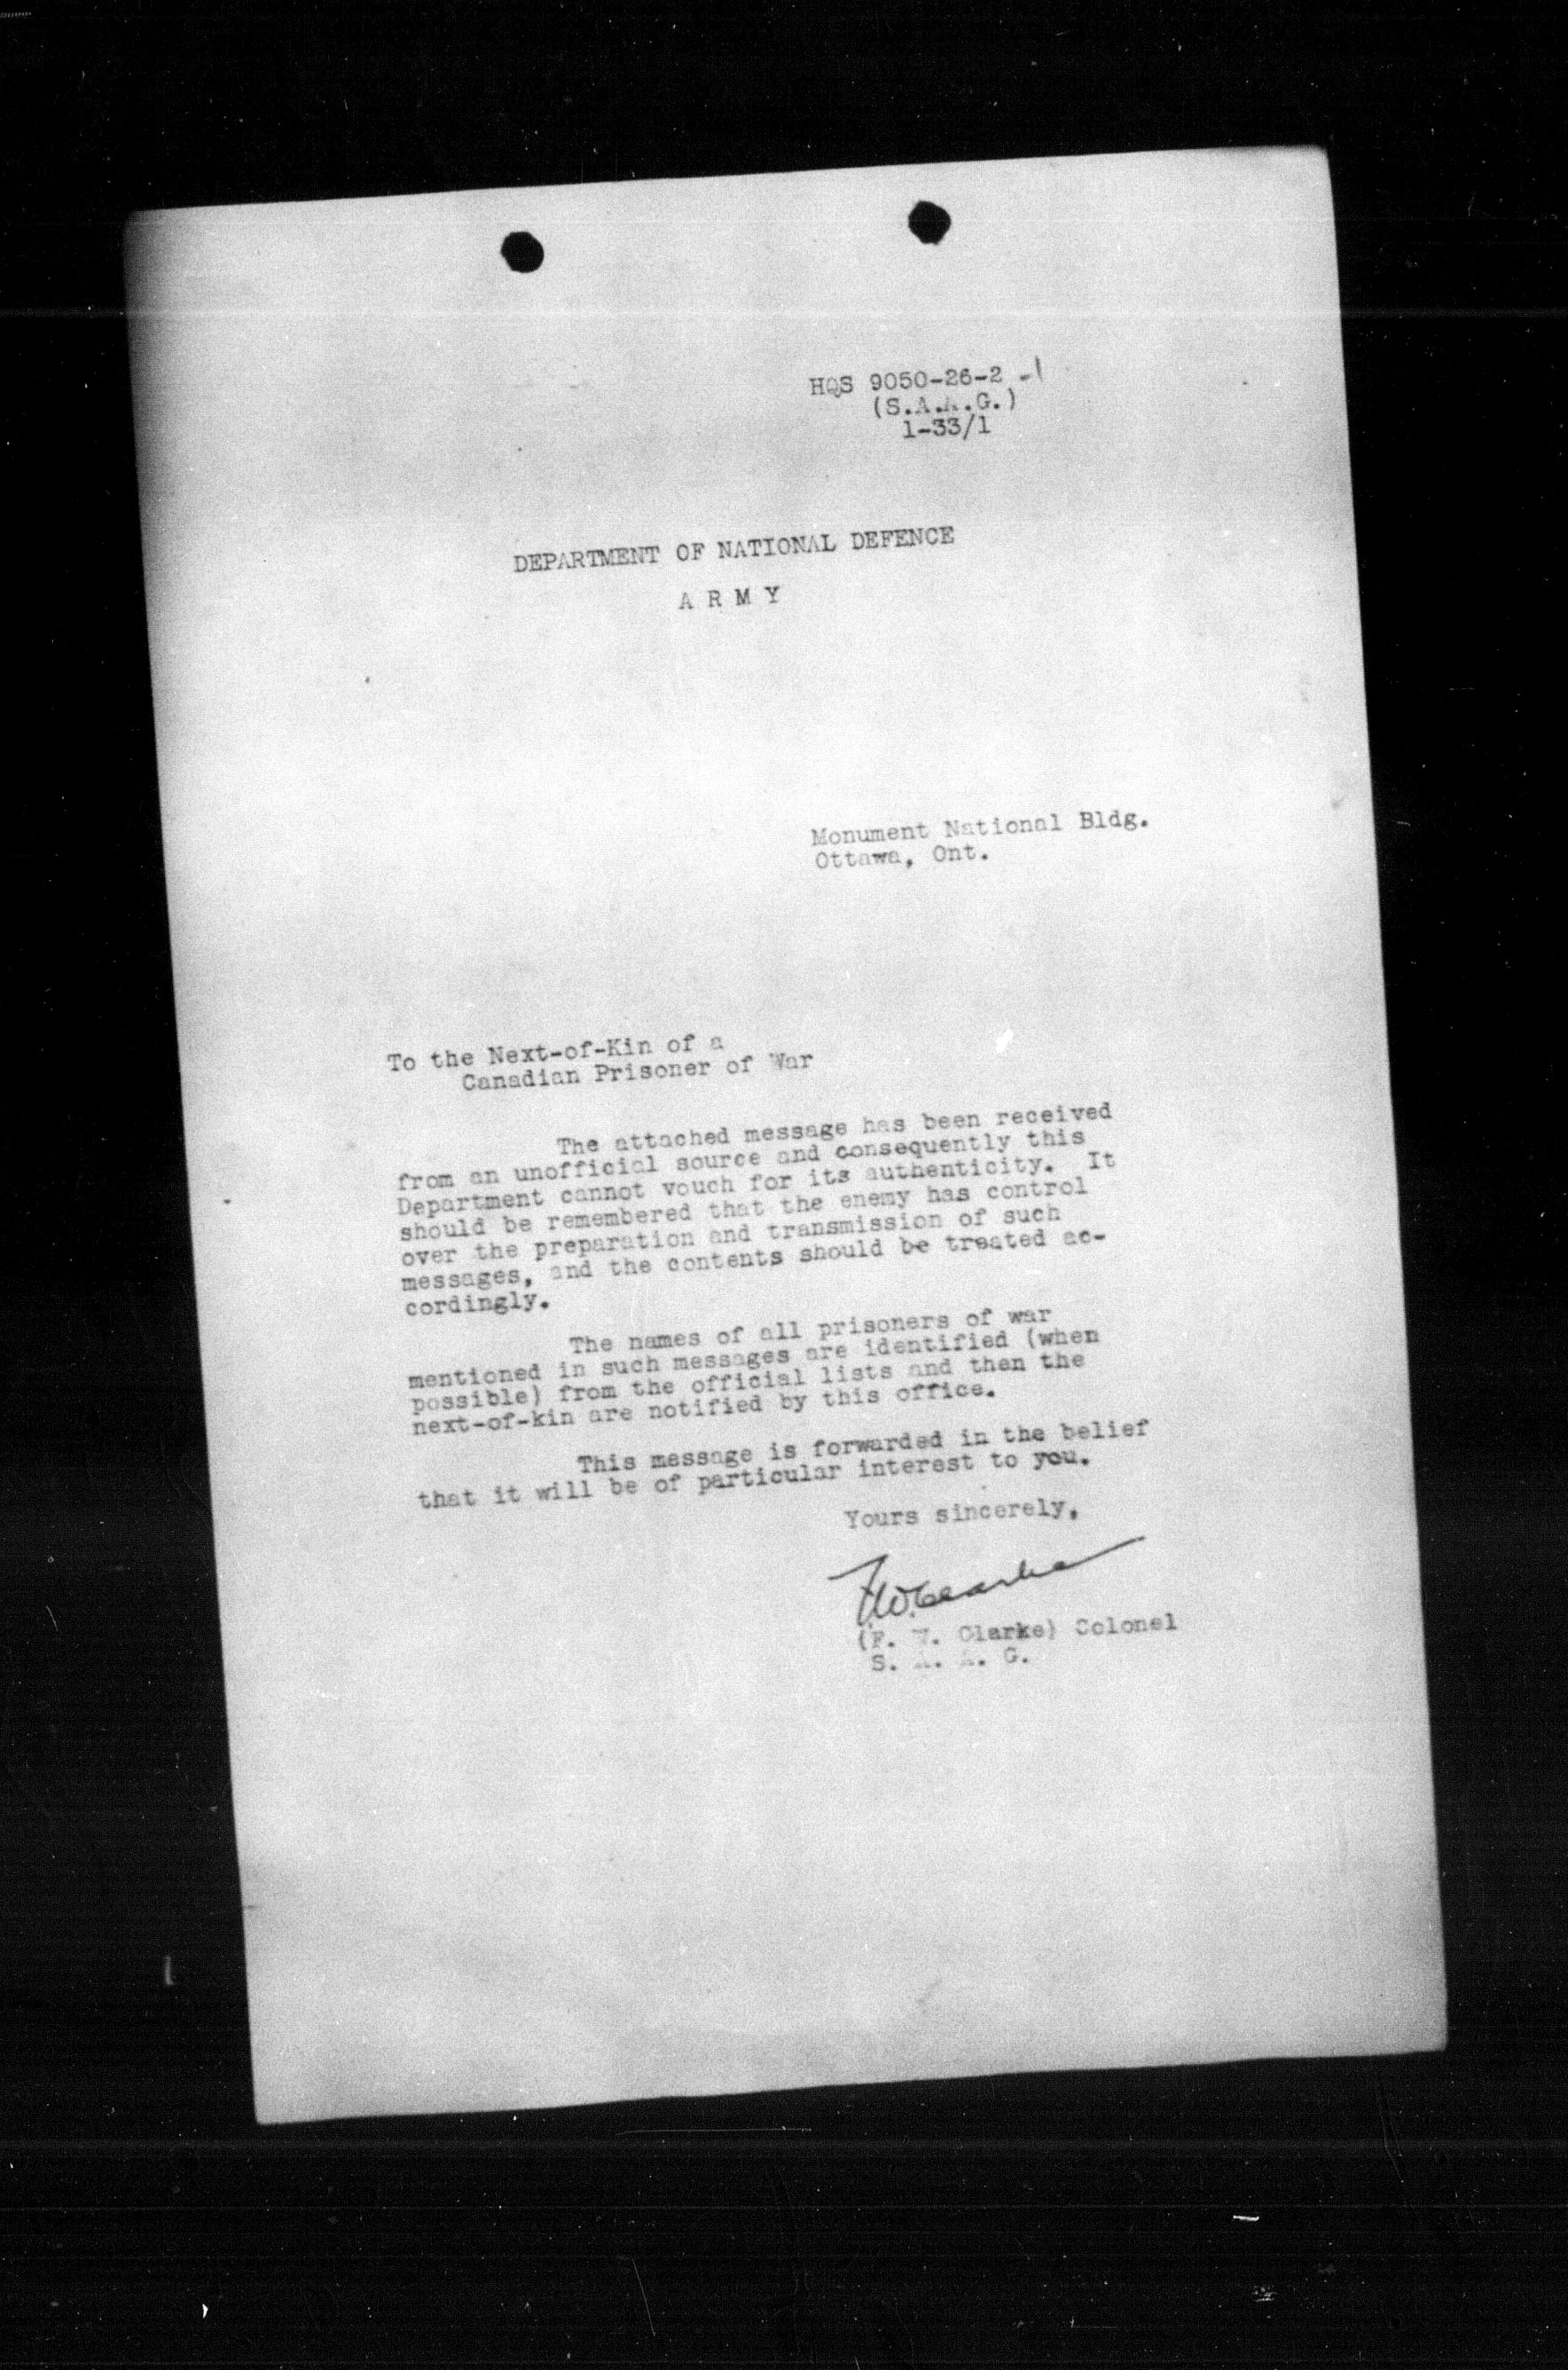 HQS 9050-26-2 -1
(S.A.A.G.)
1-33/1
DEPARTMENT OF NATIONAL DEFENCE
A R M Y
Monument National Bldg.
Ottawa, Ont.
To the Next-of-Kin of a
Canadian Prisoner of War
The attached message has been received
from an unofficial source and consequently this
Department cannot vouch for its authenticity. It
should be remembered that the enemy has control
over the preparation and transmission of such
messages, and the contents should be treated ac-
cordingly.
The names of all prisoners of war
mentioned in such messages are identified (when
possible) from the official lists and then the
next-of-kin are notified by this office.
This message is forwarded in the belief
that it will be of particular interest to you.
Yours sincerely,
F.W. Clarke
(F. W. Clarke) Colonel
S. A. A. G.